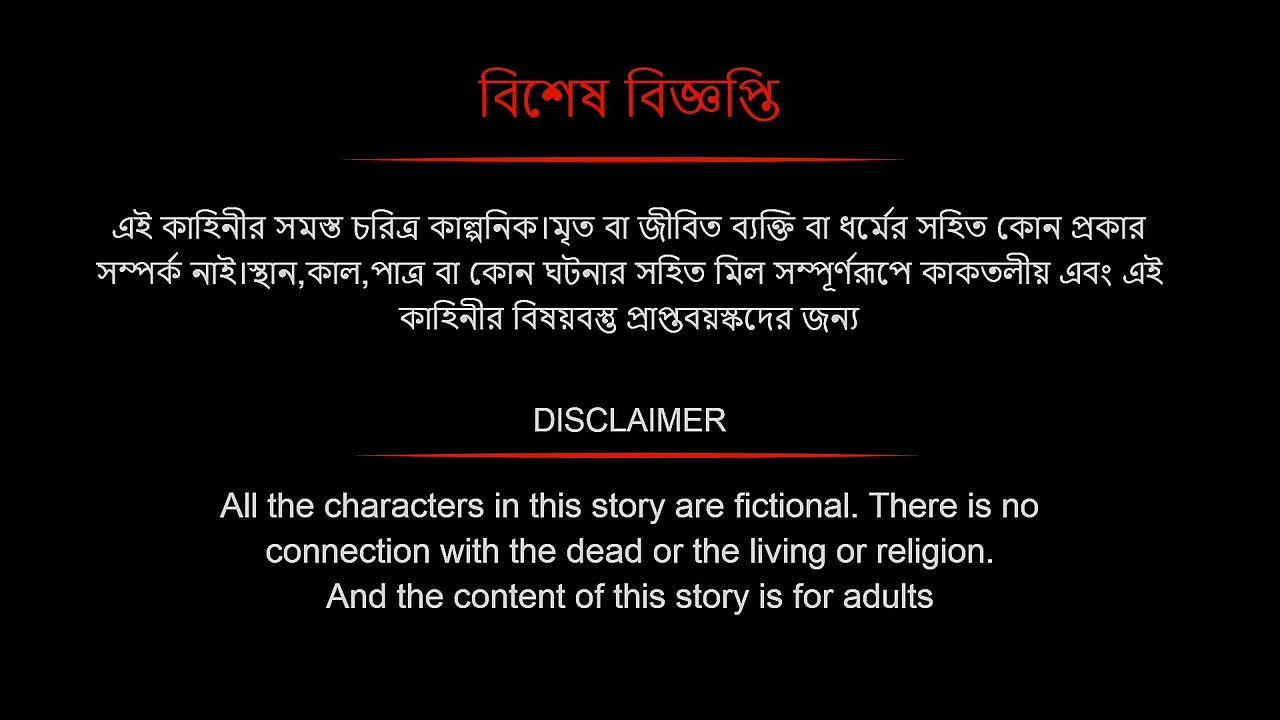 বিশেষ বিজ্ঞপ্তি
এই কাহিনীর সমস্ত চরিত্র কাল্পনিক।মৃত বা জীবিত ব্যক্তি বা ধর্মের সহিত কোন প্রকার
সম্পর্ক নাই।স্থান,কাল,পাত্র বা কোন ঘটনার সহিত মিল সম্পূর্ণরূপে কাকতলীয় এবং এই
কাহিনীর বিষয়বস্তু প্রাপ্তবয়স্কদের জন্য
DISCLAIMER
All the characters in this story are fictional. There is no
connection with the dead or the living or religion.
And the content of this story is for adults